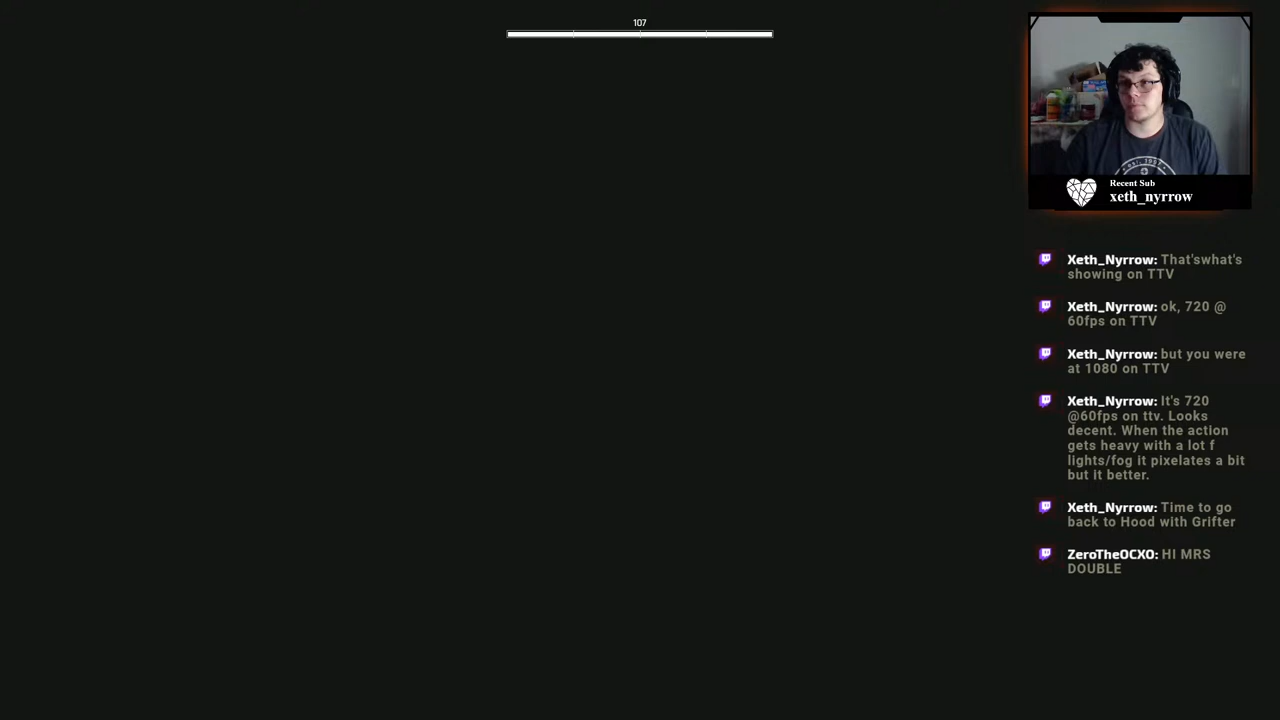 107
Recent Sub
xeth_nyrrow
Xeth_Nyrrow: That'swhat's
showing on TTV
Xeth_Nyrrow: ok, 720 @
60fps on TTV
Xeth_Nyrrow: but you were
at 1080 on TTV
Xeth_Nyrrow: It's 720
@60fps on ttv. Looks
decent. When the action
gets heavy with a lot f
lights/fog it pixelates a bit
but it better.
Xeth_Nyrrow: Time to go
back to Hood with Grifter
ZeroTheOCXO: HI MRS
DOUBLE